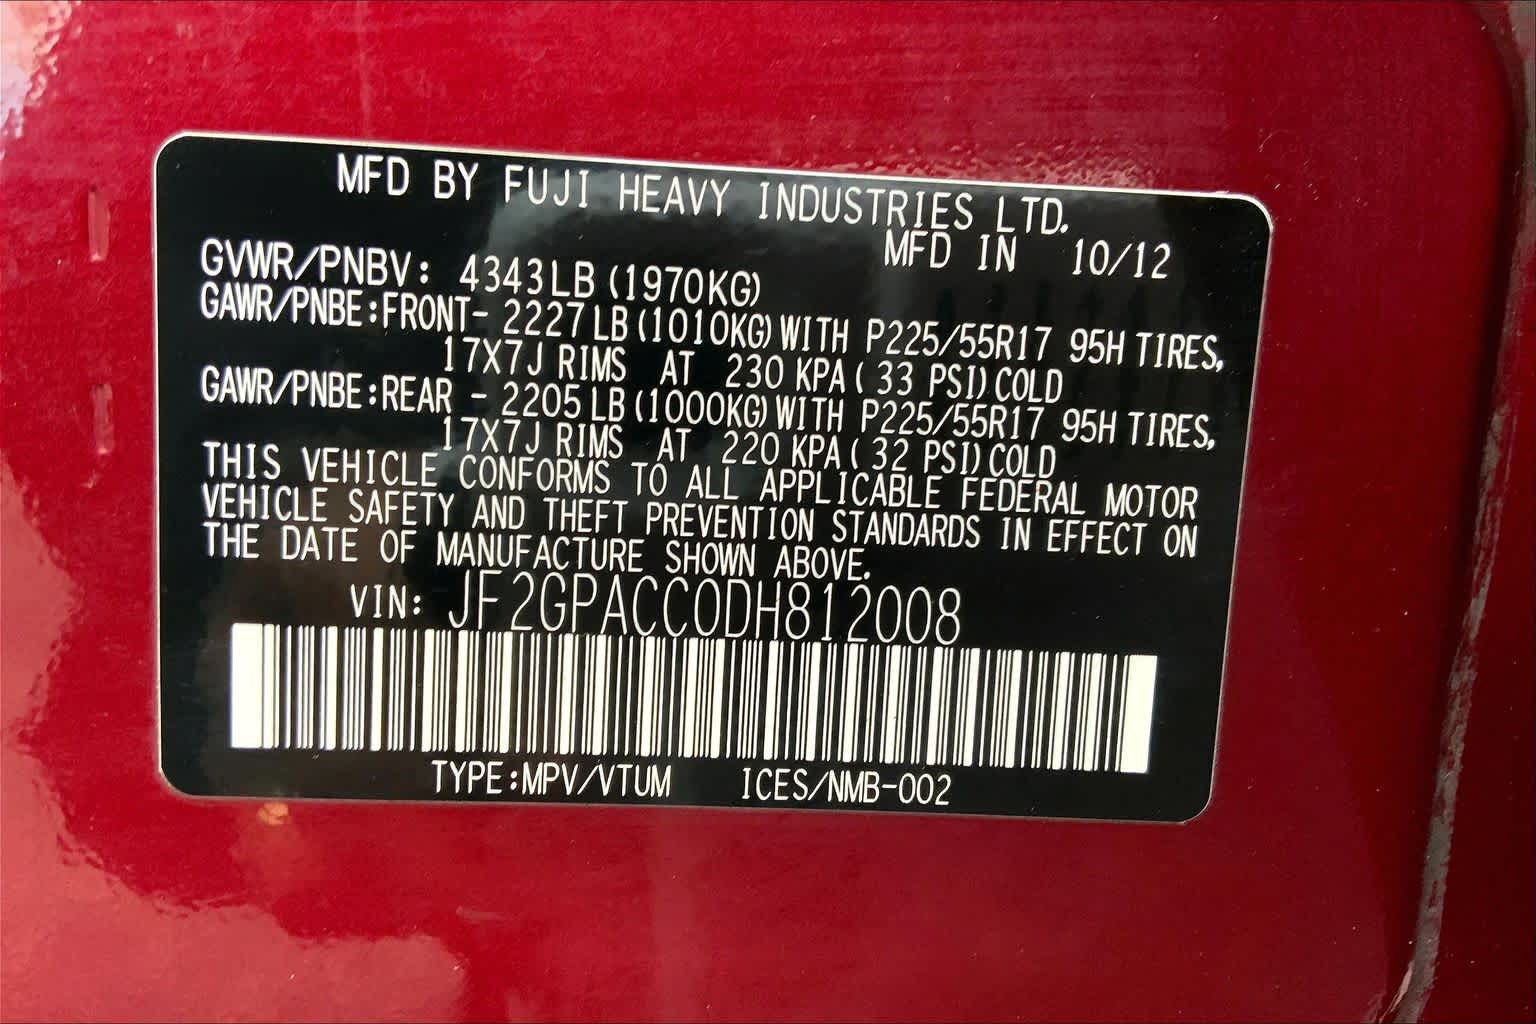 MFD BY FUJI HEAVY INDUSTRIES LTD.
MFD IN 10/12
GVWR/PNBV: 4343LB (1970KG)
GAWR/PNBE:FRONT- 2227LB (1010KG) WITH P225/55R17 95H TIRES,
17X7J RIMS AT 230 KPA ( 33 PSI) COLD
GAWR/PNBE:REAR - 2205LB (1000KG) WITH P225/55R17 95H TIRES,
17X7J RIMS AT 220 KPA ( 32 PSI) COLD
THIS VEHICLE CONFORMS TO ALL APPLICABLE FEDERAL MOTOR
VEHICLE SAFETY AND THEFT PREVENTION STANDARDS IN EFFECT ON
THE DATE OF MANUFACTURE SHOWN ABOVE.
VIN: JF2GPACC0DH812008
TYPE:MPV/VTUM ICES/NMB-002